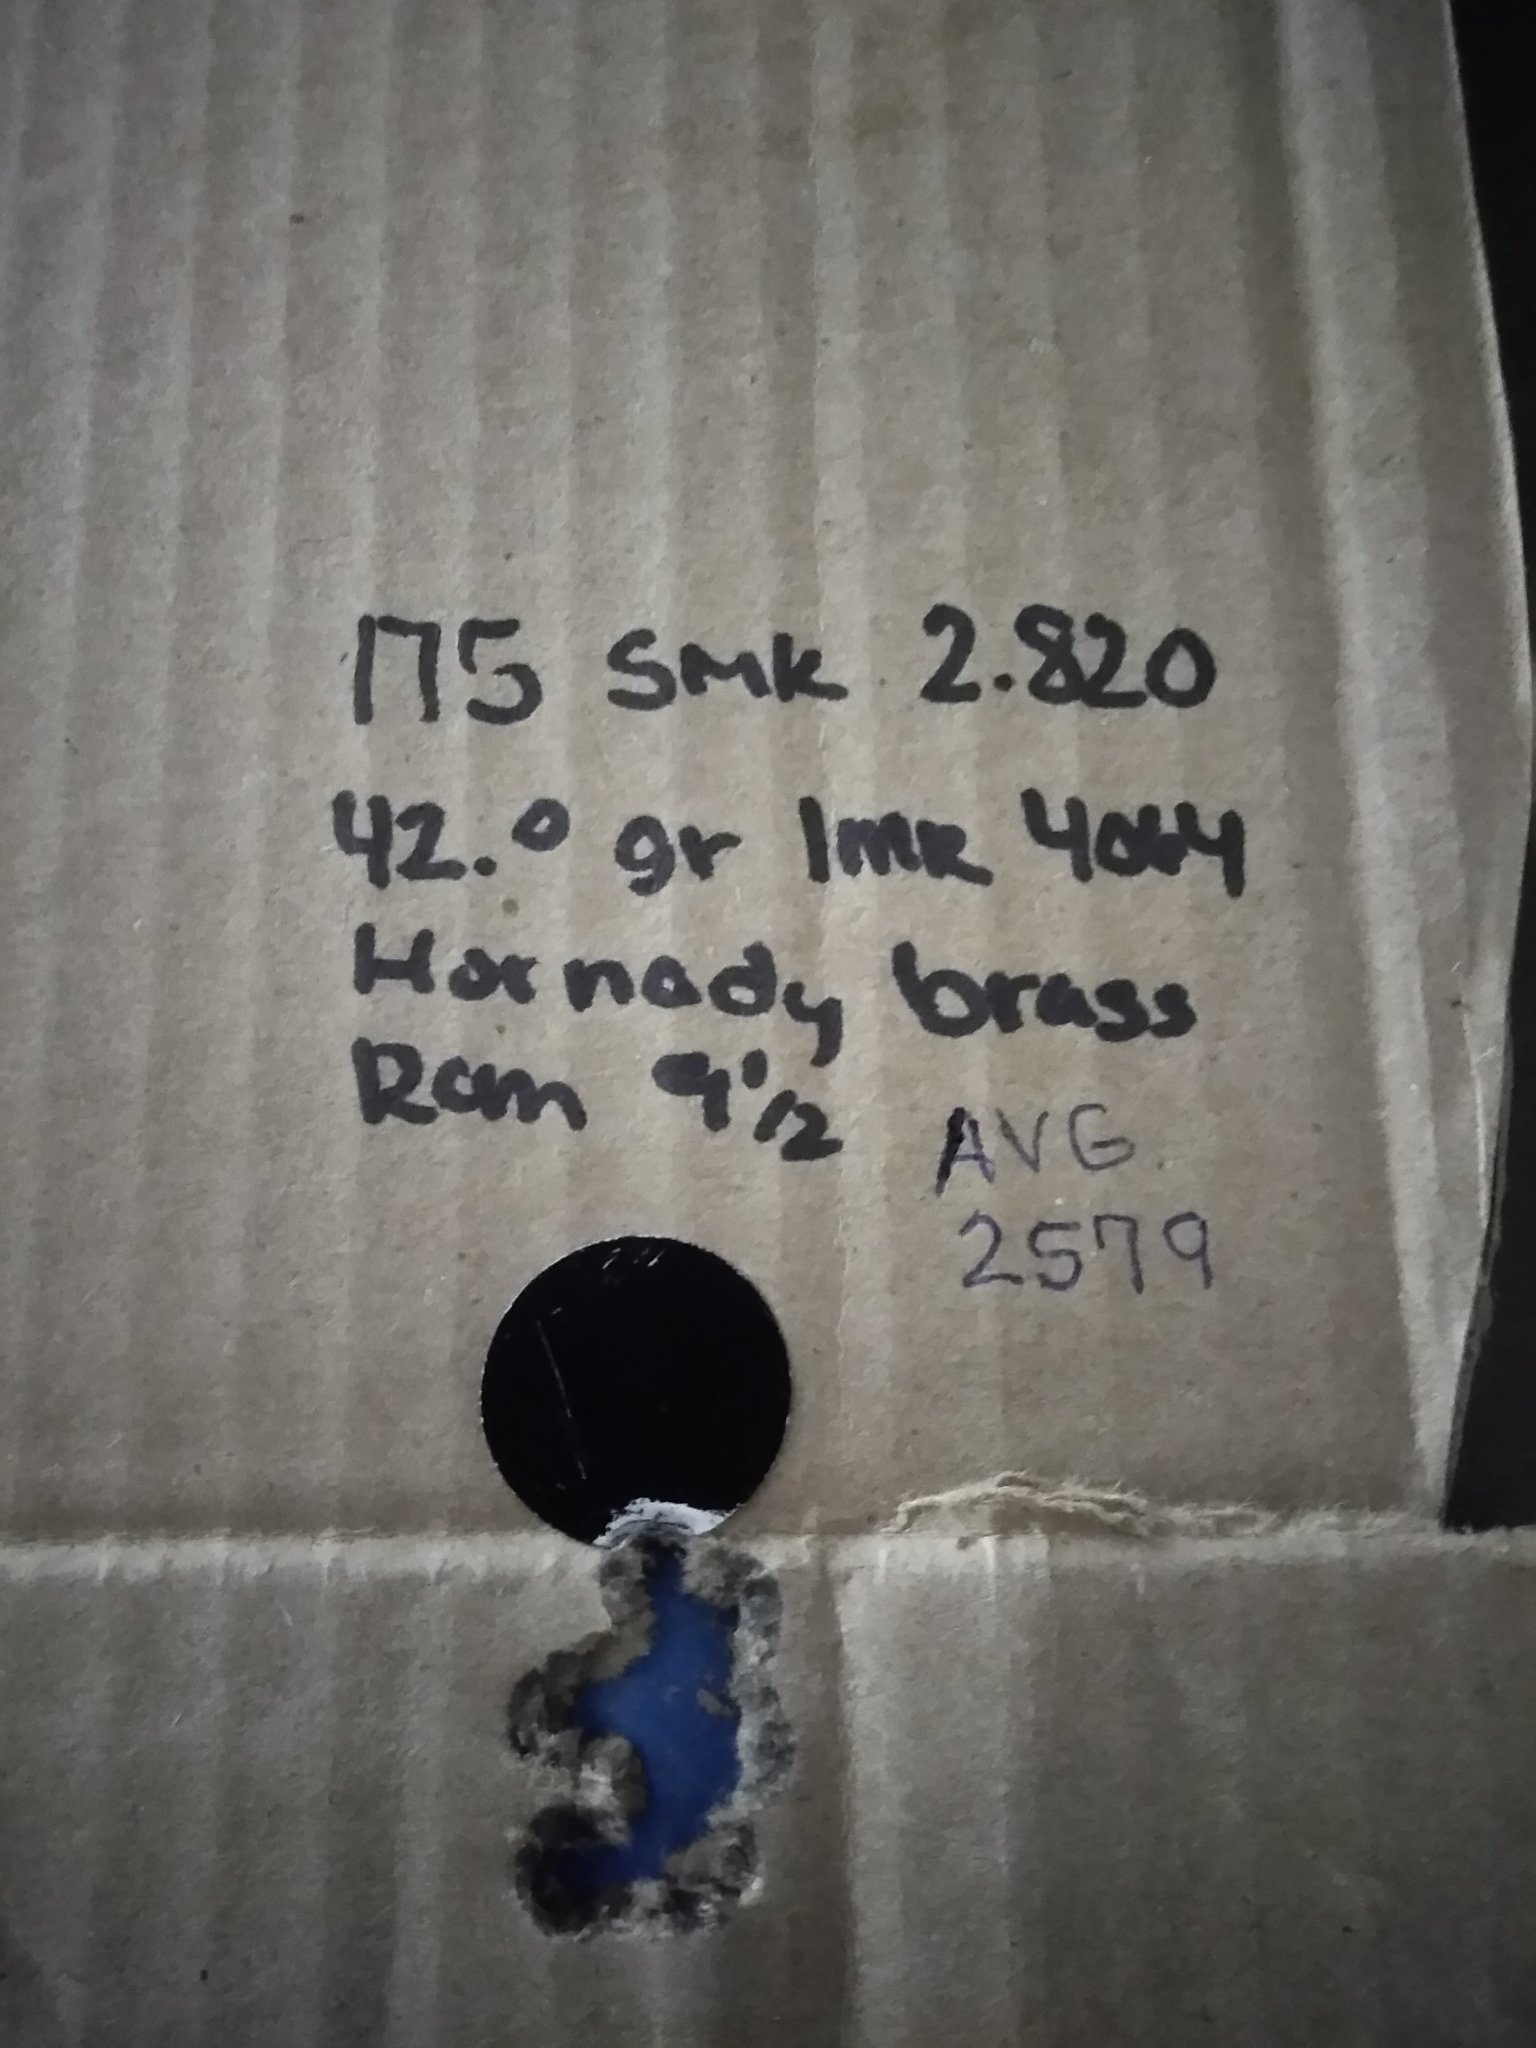 175 SMK 2.820
42.0 gr IMR 4064
Hornady brass
Rem 9 1/2
AVG
2579